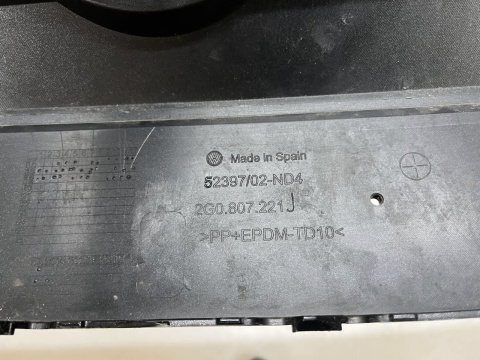 Made in Spain
52397/02-ND4
2G0.807.221 J
>PP+EPDM-TD10<